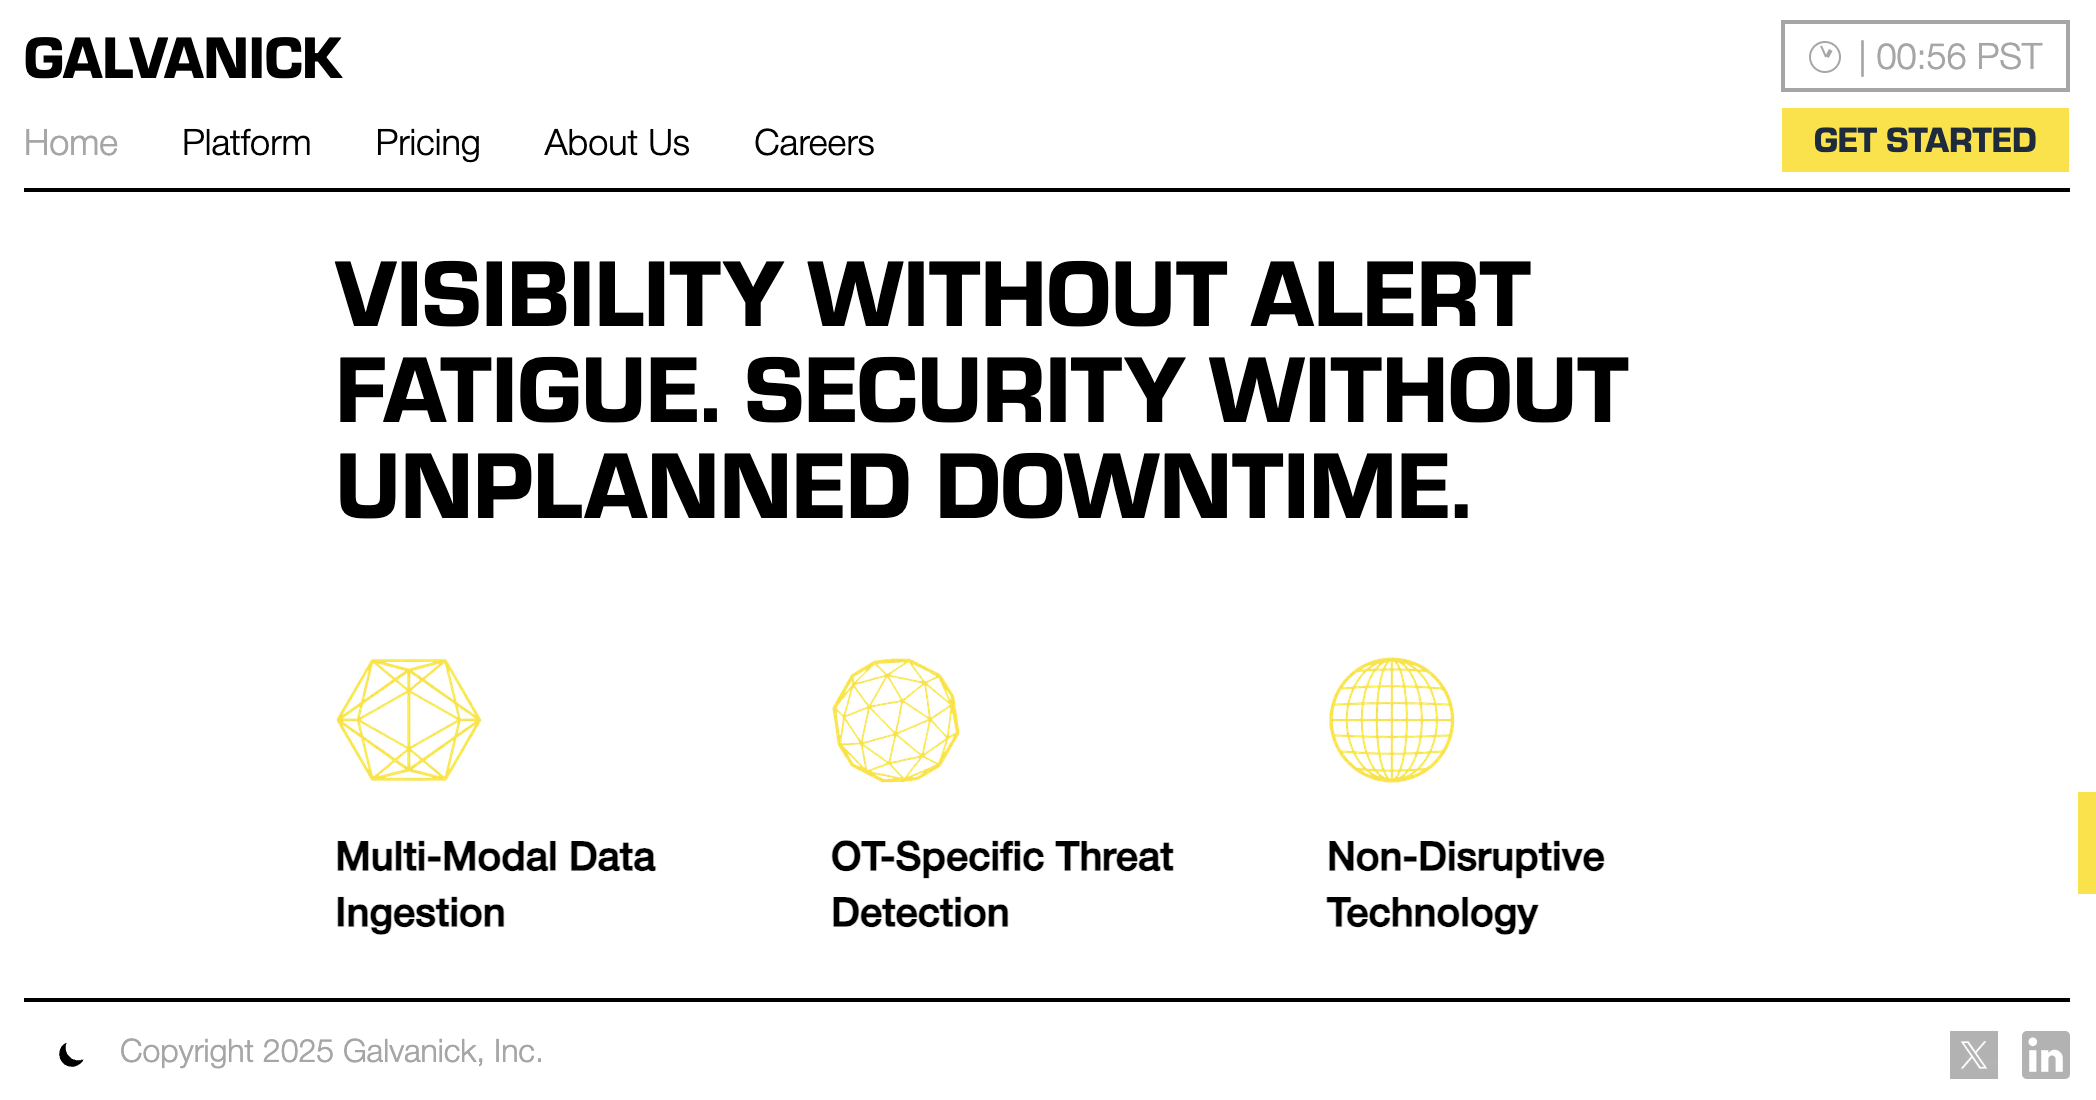 GALVANICK
| 00:56 PST
Home Platform Pricing About Us Careers
GET STARTED
VISIBILITY WITHOUT ALERT
FATIGUE. SECURITY WITHOUT
UNPLANNED DOWNTIME.
Multi-Modal Data
Ingestion
OT-Specific Threat
Detection
Non-Disruptive
Technology
Copyright 2025 Galvanick, Inc.
X
in